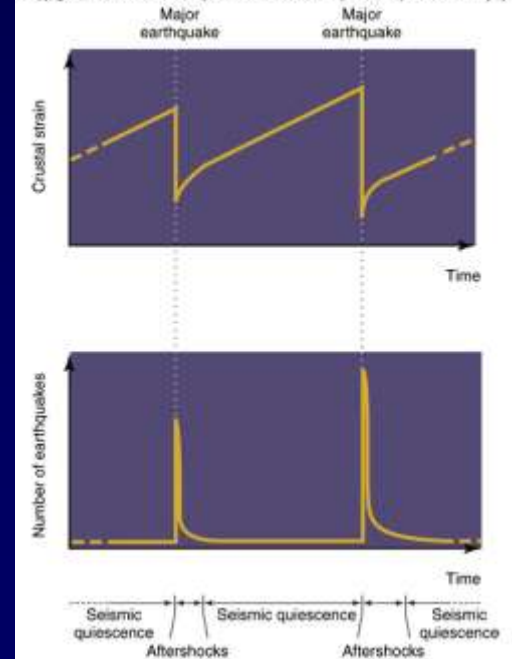 Major
earthquake
Major
earthquake
Crustal strain
Time
Number of earthquakes
Time
Seismic
quiescence
Seismic quiescence
Seismic
quiescence
Aftershocks
Aftershocks